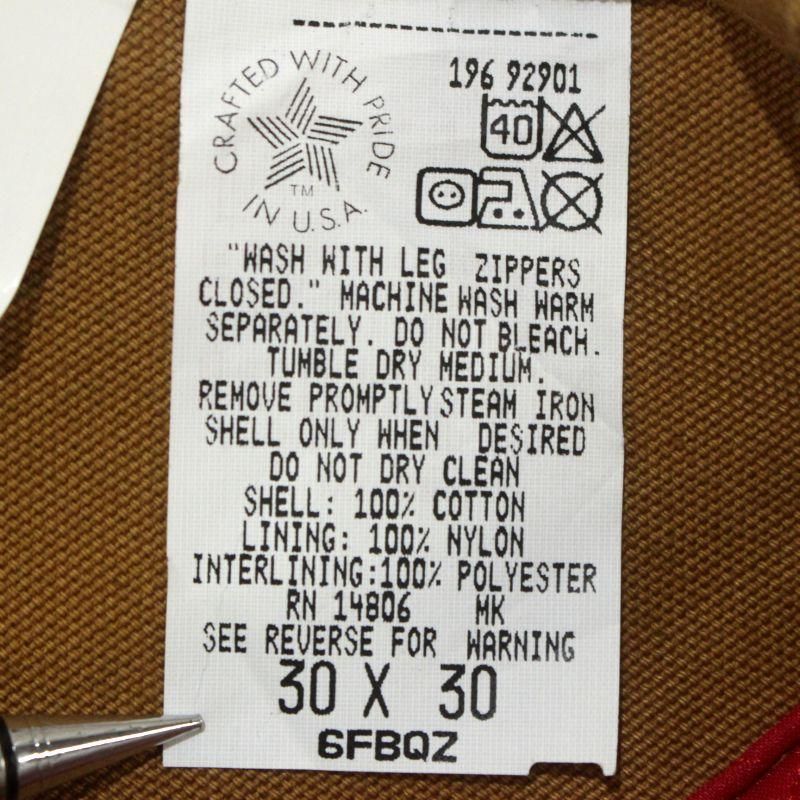 CRAFTED WITH PRIDE
TM
IN U.S.A.
196 92901
40
"WASH WITH LEG ZIPPERS
CLOSED." MACHINE WASH WARM
SEPARATELY. DO NOT BLEACH.
TUMBLE DRY MEDIUM.
REMOVE PROMPTLY STEAM IRON
SHELL ONLY WHEN DESIRED
DO NOT DRY CLEAN
SHELL: 100% COTTON
LINING: 100% NYLON
INTERLINING:100% POLYESTER
RN 14806 MK
SEE REVERSE FOR WARNING
30 X 30
6FBQZ